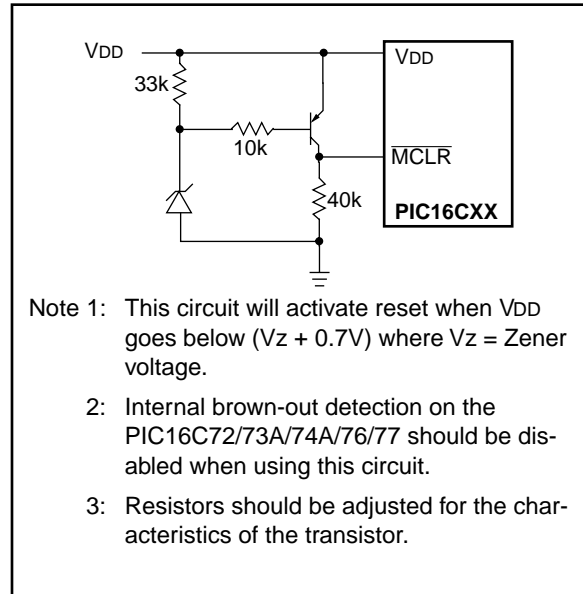 VDD
VDD
33k
10k
MCLR
40k
PIC16CXX
Note 1: This circuit will activate reset when VDD
goes below (Vz + 0.7V) where Vz = Zener
voltage.
2: Internal brown-out detection on the
PIC16C72/73A/74A/76/77 should be dis-
abled when using this circuit.
3: Resistors should be adjusted for the char-
acteristics of the transistor.